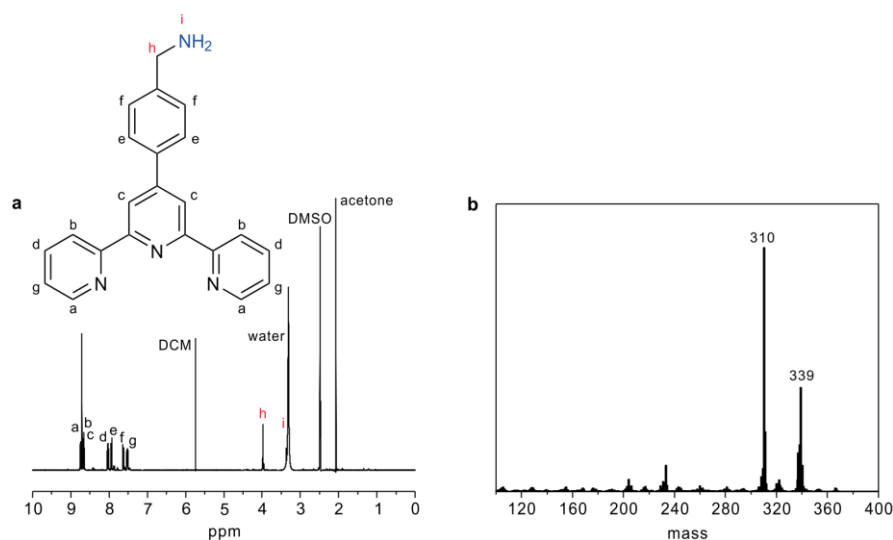 i
h NH2
f f
e e
a
c c
b b
d d
N
N N
g g
a a
acetone
DMSO
water
DCM
h
i
a b c d e f g
10 9 8 7 6 5 4 3 2 1 0
ppm
b
310
339
120 160 200 240 280 320 360 400
mass